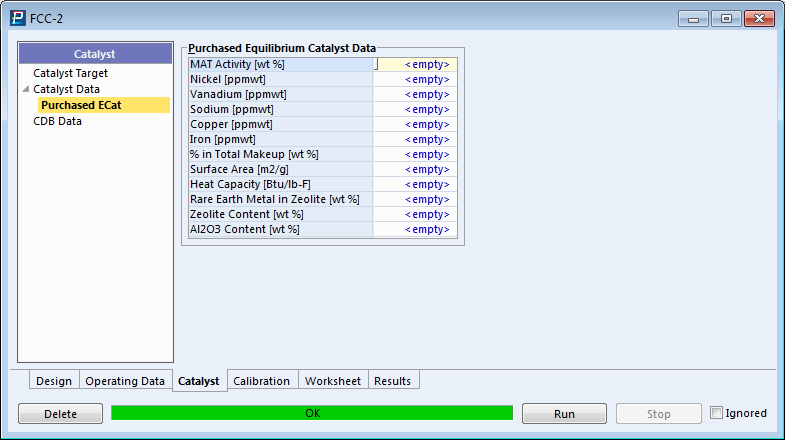 FCC-2
Catalyst
Catalyst Target
Catalyst Data
Purchased ECat
CDB Data
Purchased Equilibrium Catalyst Data
MAT Activity [wt %] <empty>
Nickel [ppmwt] <empty>
Vanadium [ppmwt] <empty>
Sodium [ppmwt] <empty>
Copper [ppmwt] <empty>
Iron [ppmwt] <empty>
% in Total Makeup [wt %] <empty>
Surface Area [m2/g] <empty>
Heat Capacity [Btu/lb-F] <empty>
Rare Earth Metal in Zeolite [wt %] <empty>
Zeolite Content [wt %] <empty>
Al2O3 Content [wt %] <empty>
Design Operating Data Catalyst Calibration Worksheet Results
Delete OK Run Stop Ignored